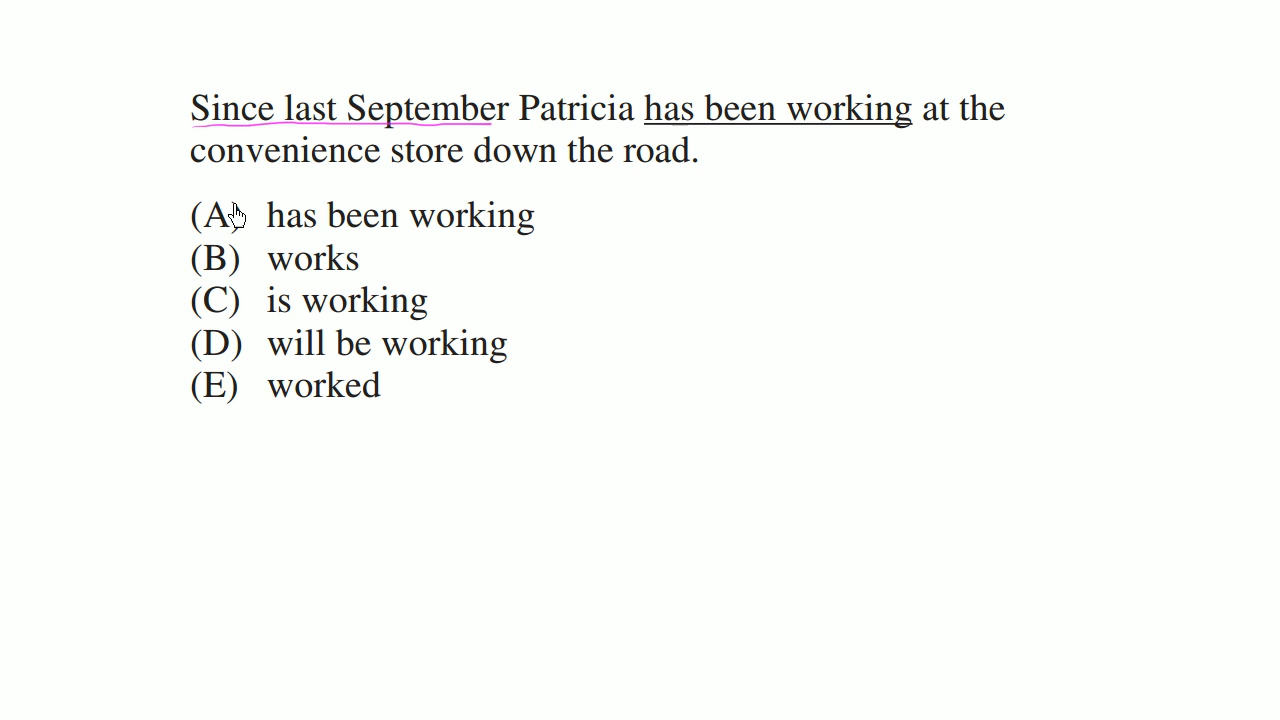 Since last September Patricia has been working at the
convenience store down the road.
(A) has been working
(B) works
(C) is working
(D) will be working
(E) worked